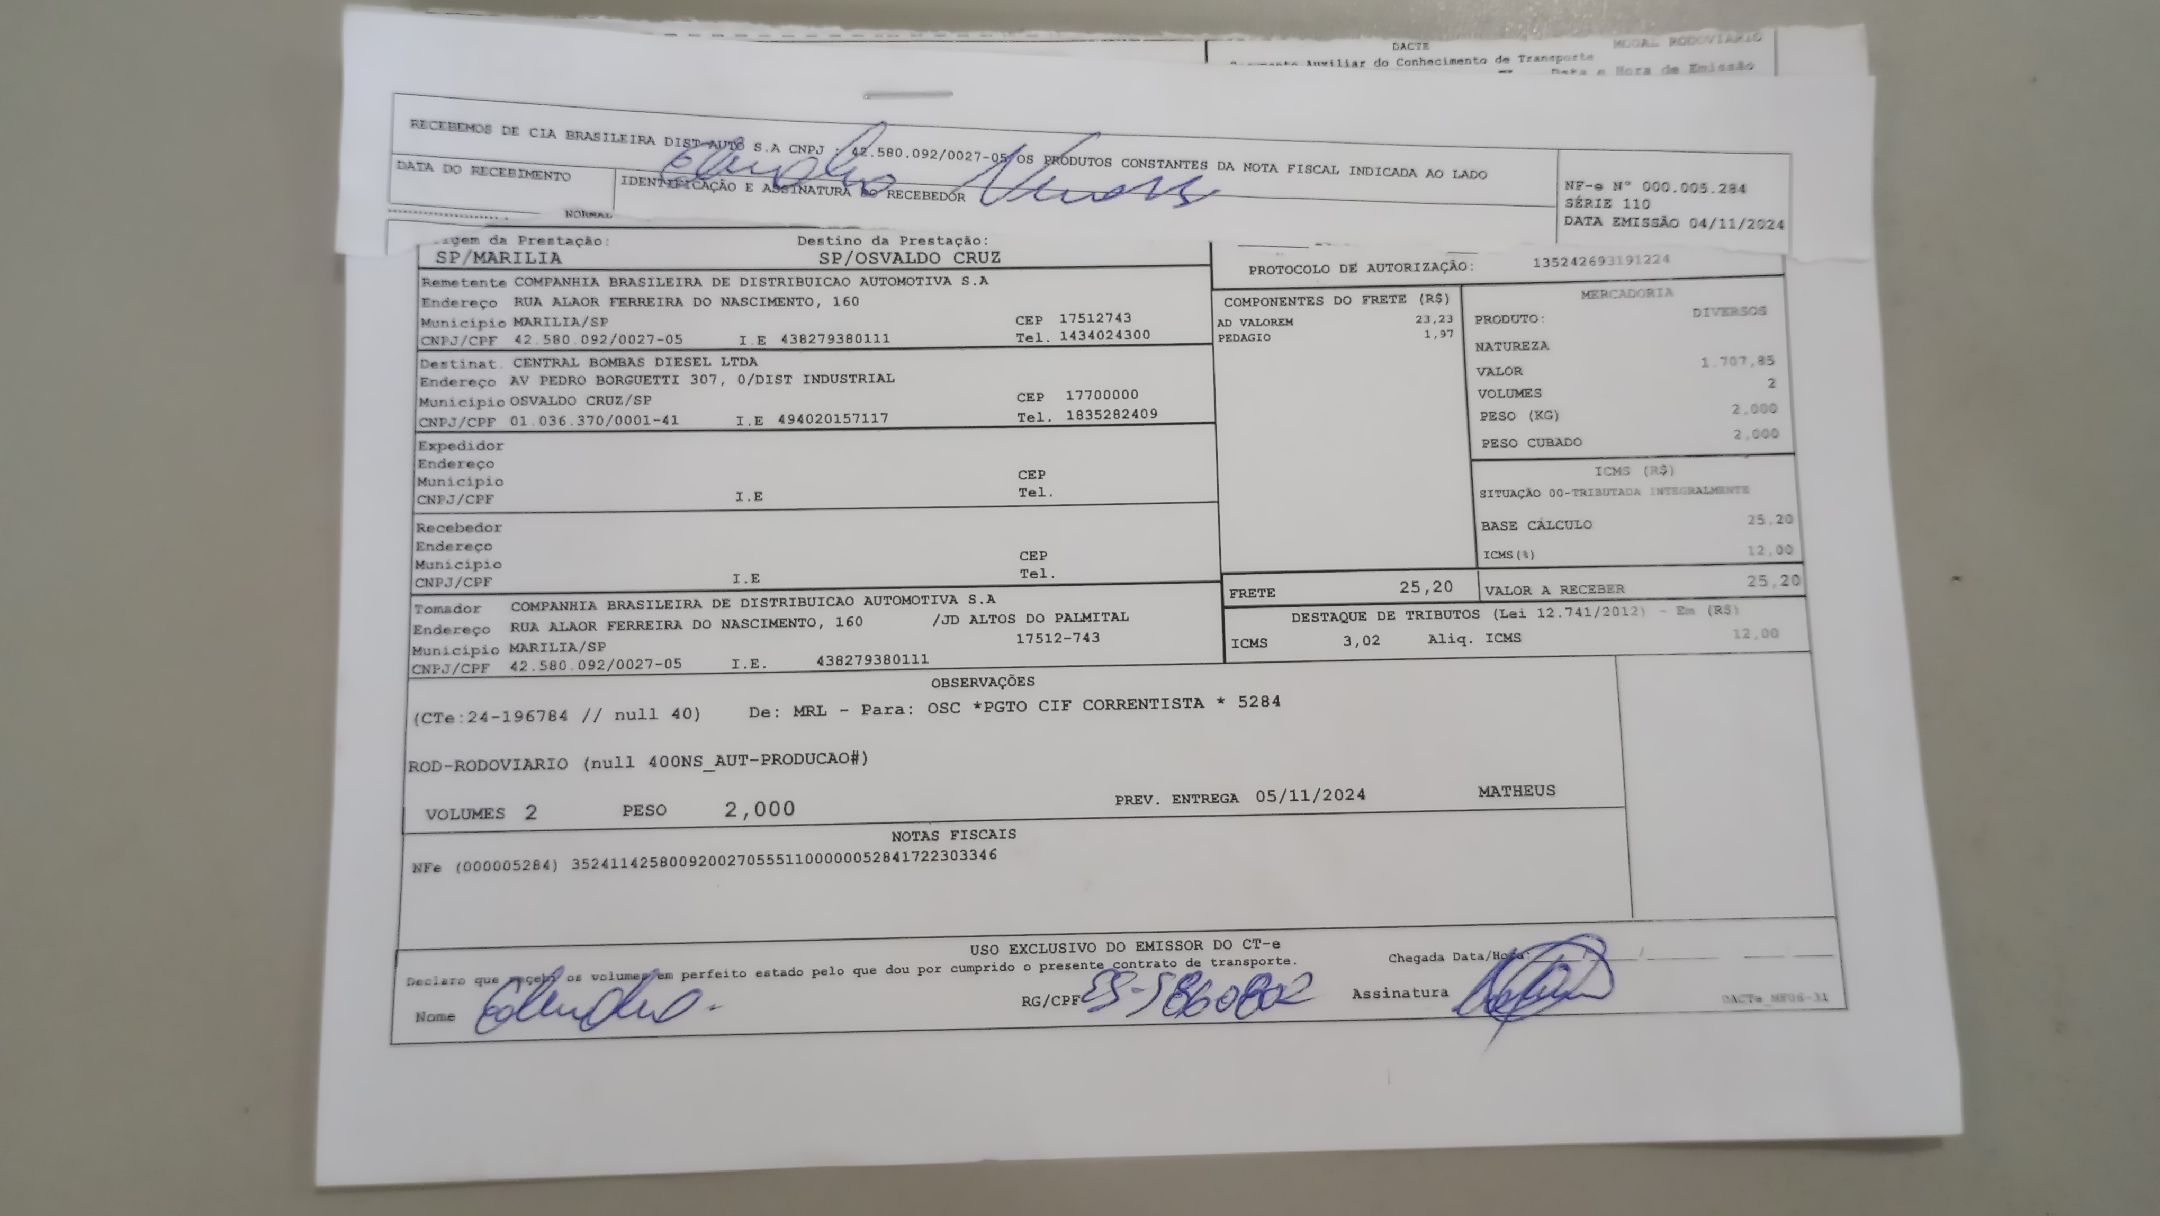 DACTE
MODAL RODOVIÁRIO
Auxiliar do Conhecimento de Transporte
Data e Hora de Emissão
RECEBEMOS DE CIA BRASILEIRA DIST AUTO S.A CNPJ : 42.580.092/0027-05 OS PRODUTOS CONSTANTES DA NOTA FISCAL INDICADA AO LADO
DATA DO RECEBIMENTO
IDENTIFICAÇÃO E ASSINATURA DO RECEBEDOR
NF-e Nº 000.005.284
SÉRIE 110
DATA EMISSÃO 04/11/2024
NORMAL
igem da Prestação:
Destino da Prestação:
SP/MARILIA
SP/OSVALDO CRUZ
PROTOCOLO DE AUTORIZAÇÃO: 135242693191224
Remetente COMPANHIA BRASILEIRA DE DISTRIBUICAO AUTOMOTIVA S.A
Endereço RUA ALAOR FERREIRA DO NASCIMENTO, 160
Município MARILIA/SP CEP 17512743
CNPJ/CPF 42.580.092/0027-05 I.E 438279380111 Tel. 1434024300
Destinat. CENTRAL BOMBAS DIESEL LTDA
Endereço AV PEDRO BORGUETTI 307, 0/DIST INDUSTRIAL
Município OSVALDO CRUZ/SP CEP 17700000
CNPJ/CPF 01.036.370/0001-41 I.E 494020157117 Tel. 1835282409
Expedidor
Endereço
Município CEP
CNPJ/CPF I.E Tel.
Recebedor
Endereço
Município CEP
CNPJ/CPF I.E Tel.
Tomador COMPANHIA BRASILEIRA DE DISTRIBUICAO AUTOMOTIVA S.A
Endereço RUA ALAOR FERREIRA DO NASCIMENTO, 160 /JD ALTOS DO PALMITAL
Município MARILIA/SP 17512-743
CNPJ/CPF 42.580.092/0027-05 I.E. 438279380111
COMPONENTES DO FRETE (R$)
AD VALOREM 23,23
PEDAGIO 1,97
MERCADORIA
PRODUTO: DIVERSOS
NATUREZA
VALOR 1.707,85
VOLUMES 2
PESO (KG) 2,000
PESO CUBADO 2,000
ICMS (R$)
SITUAÇÃO 00-TRIBUTADA INTEGRALMENTE
BASE CÁLCULO 25,20
ICMS(%) 12,00
FRETE 25,20
VALOR A RECEBER 25,20
DESTAQUE DE TRIBUTOS (Lei 12.741/2012) - Em (R$)
ICMS 3,02 Aliq. ICMS 12,00
OBSERVAÇÕES
(CTe:24-196784 // null 40) De: MRL - Para: OSC *PGTO CIF CORRENTISTA * 5284
ROD-RODOVIARIO (null 400NS_AUT-PRODUCAO#)
VOLUMES 2 PESO 2,000 PREV. ENTREGA 05/11/2024 MATHEUS
NOTAS FISCAIS
NFe (000005284) 35241142580092002705551100000052841722303346
USO EXCLUSIVO DO EMISSOR DO CT-e
Declaro que recebi os volumes em perfeito estado pelo que dou por cumprido o presente contrato de transporte.
Chegada Data/Hora:
Nome
RG/CPF
Assinatura
DACTe_MF06-31